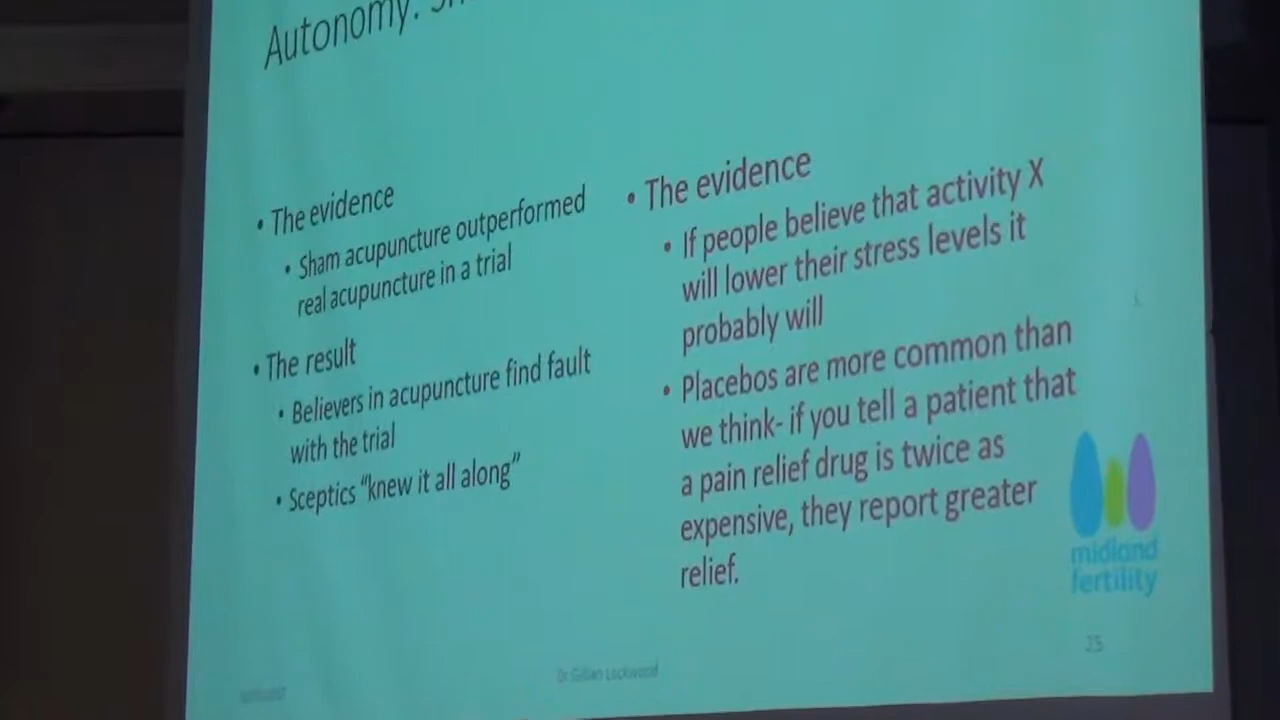 Autonomy:
• The evidence
• Sham acupuncture outperformed
real acupuncture in a trial
• The result
• Believers in acupuncture find fault
with the trial
• Sceptics “knew it all along”
• The evidence
• If people believe that activity X
will lower their stress levels it
probably will
• Placebos are more common than
we think- if you tell a patient that
a pain relief drug is twice as
expensive, they report greater
relief.
midland
fertility
Dr Gillian Lockwood
25